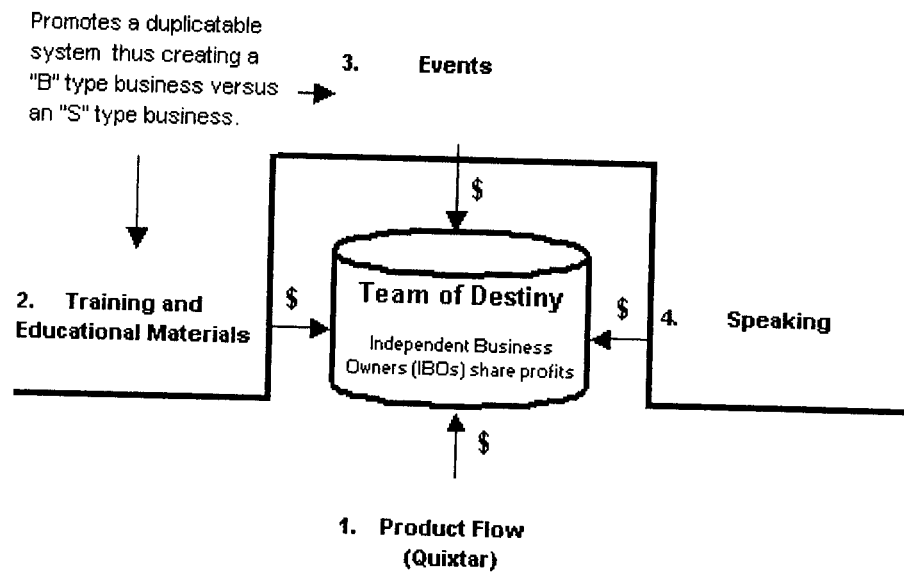 Promotes a duplicatable
system thus creating a
"B" type business versus
an "S" type business.
3. Events
$
2. Training and
Educational Materials
$
Team of Destiny
Independent Business
Owners (IBOs) share profits
$
4. Speaking
$
1. Product Flow
(Quixtar)